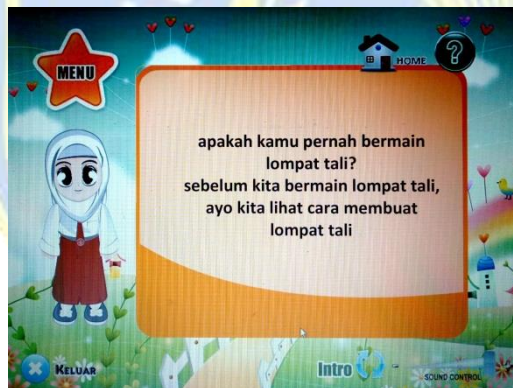 MENU
HOME
?
apakah kamu pernah bermain
lompat tali?
sebelum kita bermain lompat tali,
ayo kita lihat cara membuat
lompat tali
X KELUAR
Intro
SOUND CONTROL